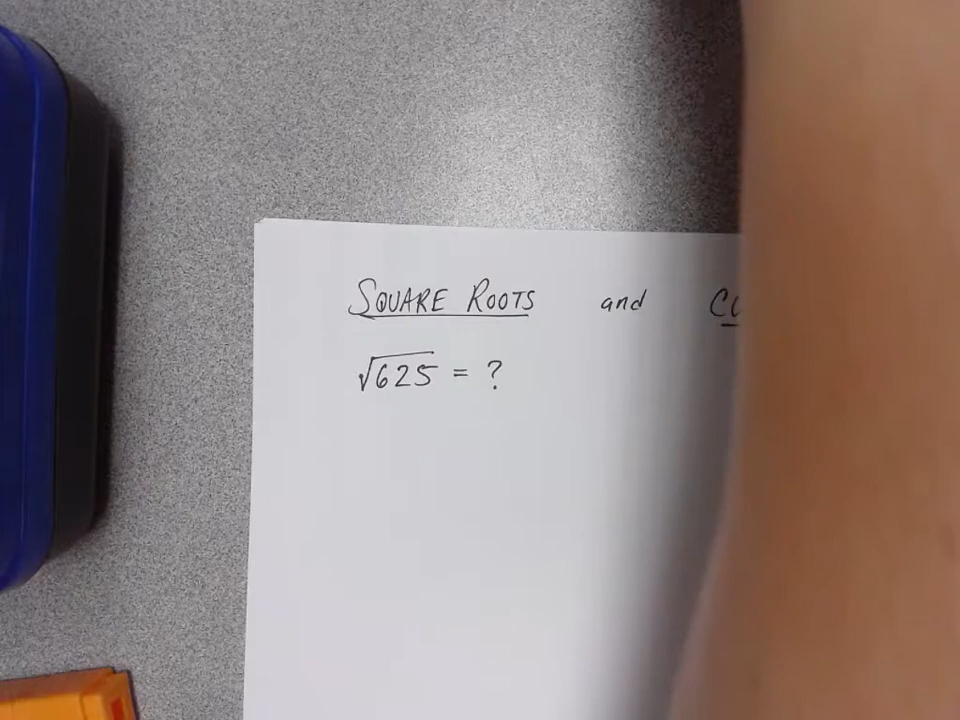 SQUARE ROOTS and
√625 = ?